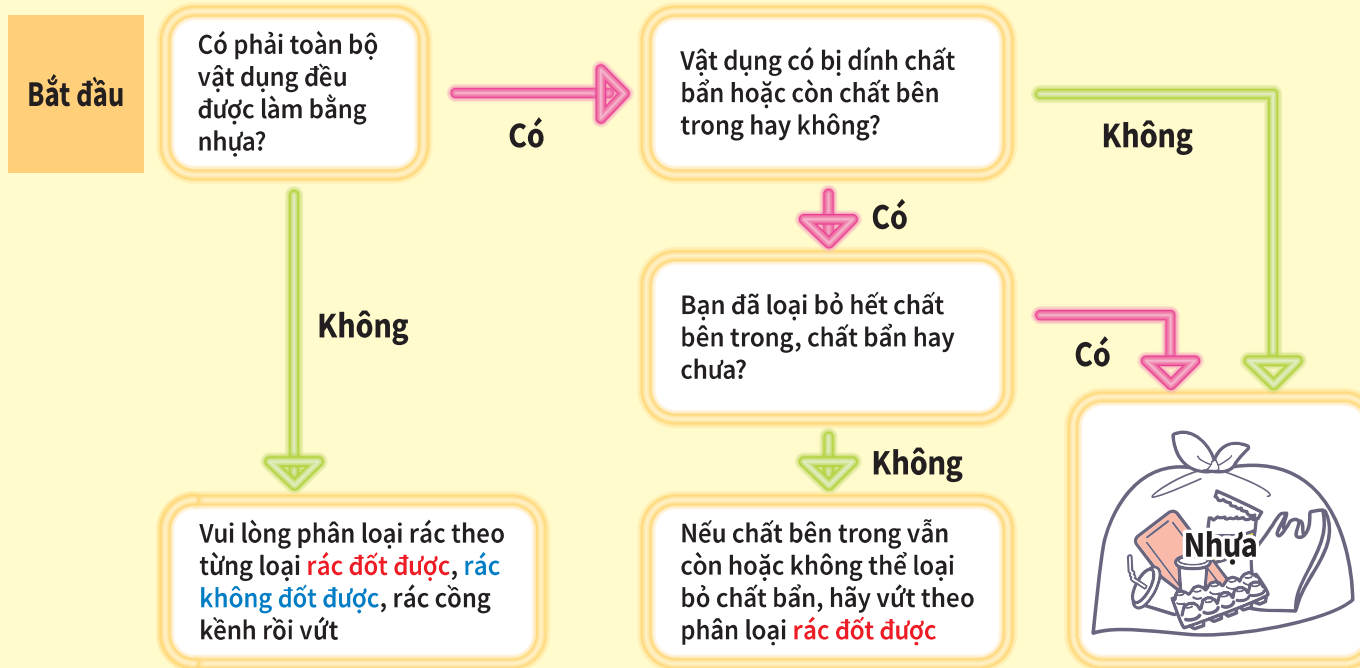 Bắt đầu
Có phải toàn bộ
vật dụng đều
được làm bằng
nhựa?
Có
Vật dụng có bị dính chất
bẩn hoặc còn chất bên
trong hay không?
Không
Có
Không
Bạn đã loại bỏ hết chất
bên trong, chất bẩn hay
chưa?
Có
Không
Vui lòng phân loại rác theo
từng loại rác đốt được, rác
không đốt được, rác cồng
kềnh rồi vứt
Nếu chất bên trong vẫn
còn hoặc không thể loại
bỏ chất bẩn, hãy vứt theo
phân loại rác đốt được
Nhựa